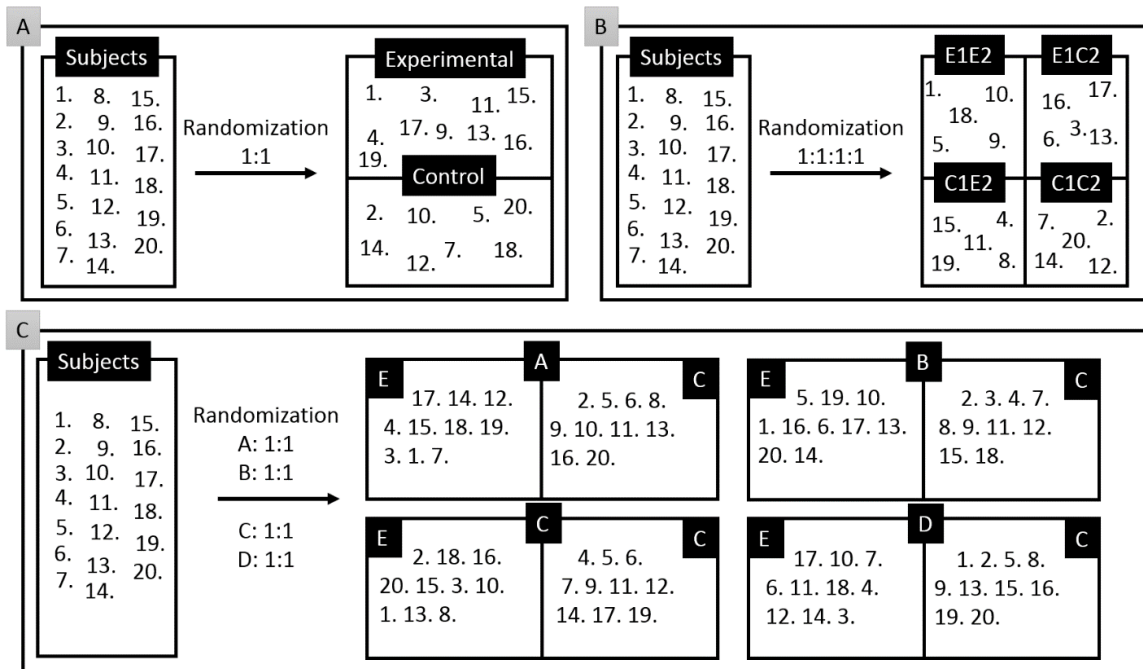 A
Subjects
1. 8. 15.
2. 9. 16.
3. 10. 17.
4. 11. 18.
5. 12. 19.
6. 13. 20.
7. 14.
Randomization
1:1
Experimental
1. 3. 11. 15.
4. 17. 9. 13. 16.
19.
Control
2. 10. 5. 20.
14. 12. 7. 18.
B
Subjects
1. 8. 15.
2. 9. 16.
3. 10. 17.
4. 11. 18.
5. 12. 19.
6. 13. 20.
7. 14.
Randomization
1:1:1:1
E1E2
1. 10.
18.
5. 9.
E1C2
16. 17.
6. 3. 13.
C1E2
15. 4.
11.
19. 8.
C1C2
7. 2.
20.
14. 12.
C
Subjects
1. 8. 15.
2. 9. 16.
3. 10. 17.
4. 11. 18.
5. 12. 19.
6. 13. 20.
7. 14.
Randomization
A: 1:1
B: 1:1
C: 1:1
D: 1:1
A
E
17. 14. 12.
4. 15. 18. 19.
3. 1. 7.
C
2. 5. 6. 8.
9. 10. 11. 13.
16. 20.
B
E
5. 19. 10.
1. 16. 6. 17. 13.
20. 14.
C
2. 3. 4. 7.
8. 9. 11. 12.
15. 18.
C
E
2. 18. 16.
20. 15. 3. 10.
1. 13. 8.
C
4. 5. 6.
7. 9. 11. 12.
14. 17. 19.
D
E
17. 10. 7.
6. 11. 18. 4.
12. 14. 3.
C
1. 2. 5. 8.
9. 13. 15. 16.
19. 20.